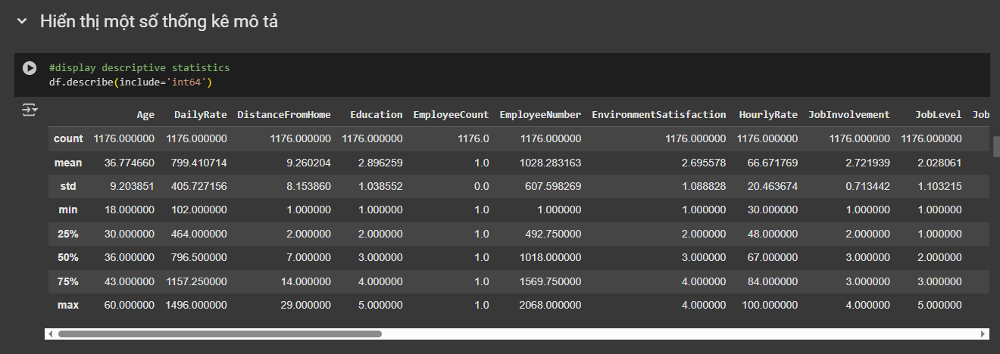 Hiển thị một số thống kê mô tả
#display descriptive statistics
df.describe(include='int64')
Age DailyRate DistanceFromHome Education EmployeeCount EmployeeNumber EnvironmentSatisfaction HourlyRate JobInvolvement JobLevel Job
count 1176.000000 1176.000000 1176.000000 1176.000000 1176.0 1176.000000 1176.000000 1176.000000 1176.000000 1176.000000
mean 36.774660 799.410714 9.260204 2.896259 1.0 1028.283163 2.695578 66.671769 2.721939 2.028061
std 9.203851 405.727156 8.153860 1.038552 0.0 607.598269 1.088828 20.463674 0.713442 1.103215
min 18.000000 102.000000 1.000000 1.000000 1.0 1.000000 1.000000 30.000000 1.000000 1.000000
25% 30.000000 464.000000 2.000000 2.000000 1.0 492.750000 2.000000 48.000000 2.000000 1.000000
50% 36.000000 796.500000 7.000000 3.000000 1.0 1018.000000 3.000000 67.000000 3.000000 2.000000
75% 43.000000 1157.250000 14.000000 4.000000 1.0 1569.750000 4.000000 84.000000 3.000000 3.000000
max 60.000000 1496.000000 29.000000 5.000000 1.0 2068.000000 4.000000 100.000000 4.000000 5.000000